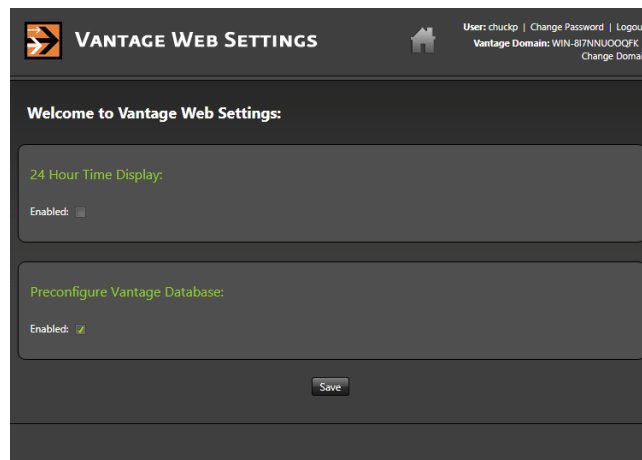 VANTAGE WEB SETTINGS
User: chuckp | Change Password | Logou
Vantage Domain: WIN-8I7NNUOOQFK
Change Domai
Welcome to Vantage Web Settings:
24 Hour Time Display:
Enabled:
Preconfigure Vantage Database:
Enabled:
Save